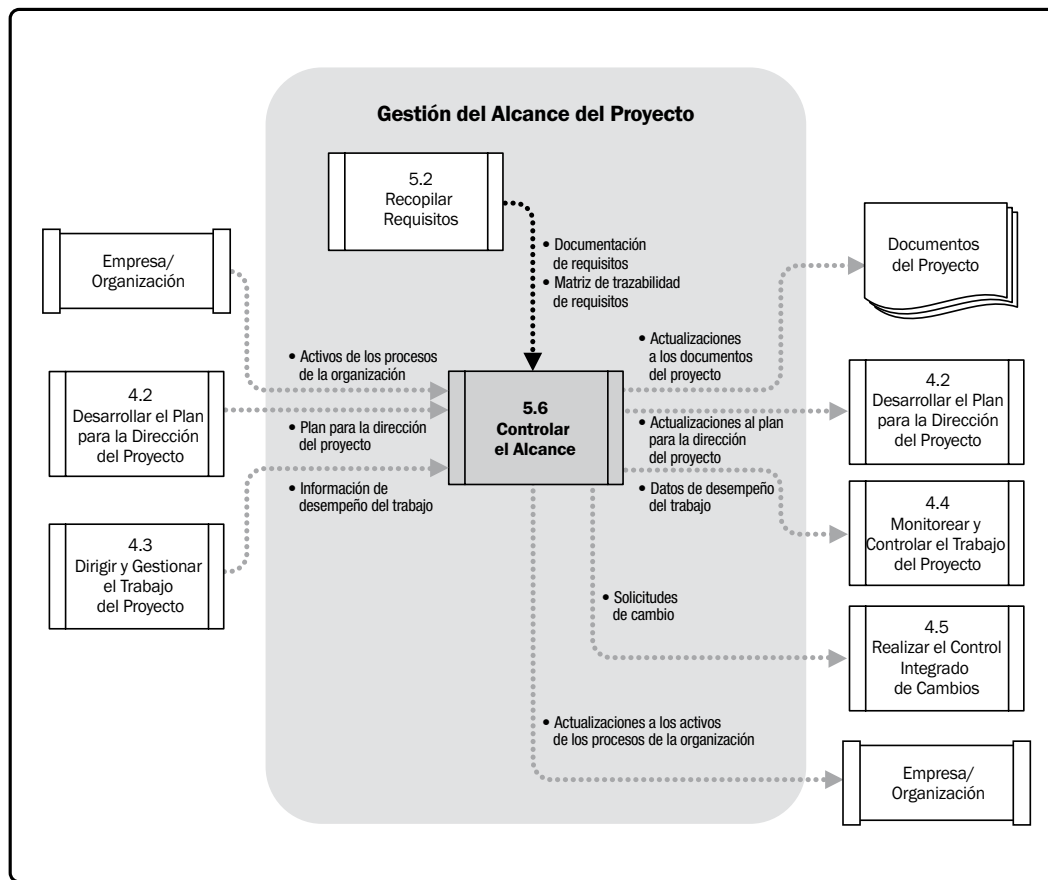 Gestión del Alcance del Proyecto
5.2
Recopilar
Requisitos
Empresa/
Organización
• Documentación
de requisitos
• Matriz de trazabilidad
de requisitos
Documentos
del Proyecto
• Activos de los procesos
de la organización
• Actualizaciones
a los documentos
del proyecto
4.2
Desarrollar el Plan
para la Dirección
del Proyecto
• Plan para la dirección
del proyecto
5.6
Controlar
el Alcance
• Actualizaciones al plan
para la dirección
del proyecto
4.2
Desarrollar el Plan
para la Dirección
del Proyecto
• Información de
desempeño del trabajo
• Datos de desempeño
del trabajo
4.3
Dirigir y Gestionar
el Trabajo
del Proyecto
4.4
Monitorear y
Controlar el Trabajo
del Proyecto
• Solicitudes
de cambio
4.5
Realizar el Control
Integrado
de Cambios
• Actualizaciones a los activos
de los procesos de la organización
Empresa/
Organización